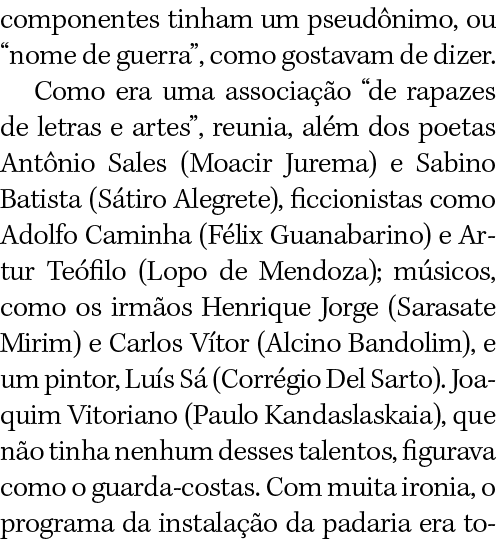 componentes tinham um pseudônimo, ou
“nome de guerra”, como gostavam de dizer.
Como era uma associação “de rapazes
de letras e artes”, reunia, além dos poetas
Antônio Sales (Moacir Jurema) e Sabino
Batista (Sátiro Alegrete), ficcionistas como
Adolfo Caminha (Félix Guanabarino) e Ar-
tur Teófilo (Lopo de Mendoza); músicos,
como os irmãos Henrique Jorge (Sarasate
Mirim) e Carlos Vítor (Alcino Bandolim), e
um pintor, Luís Sá (Corrégio Del Sarto). Joa-
quim Vitoriano (Paulo Kandaslaskaia), que
não tinha nenhum desses talentos, figurava
como o guarda-costas. Com muita ironia, o
programa da instalação da padaria era to-